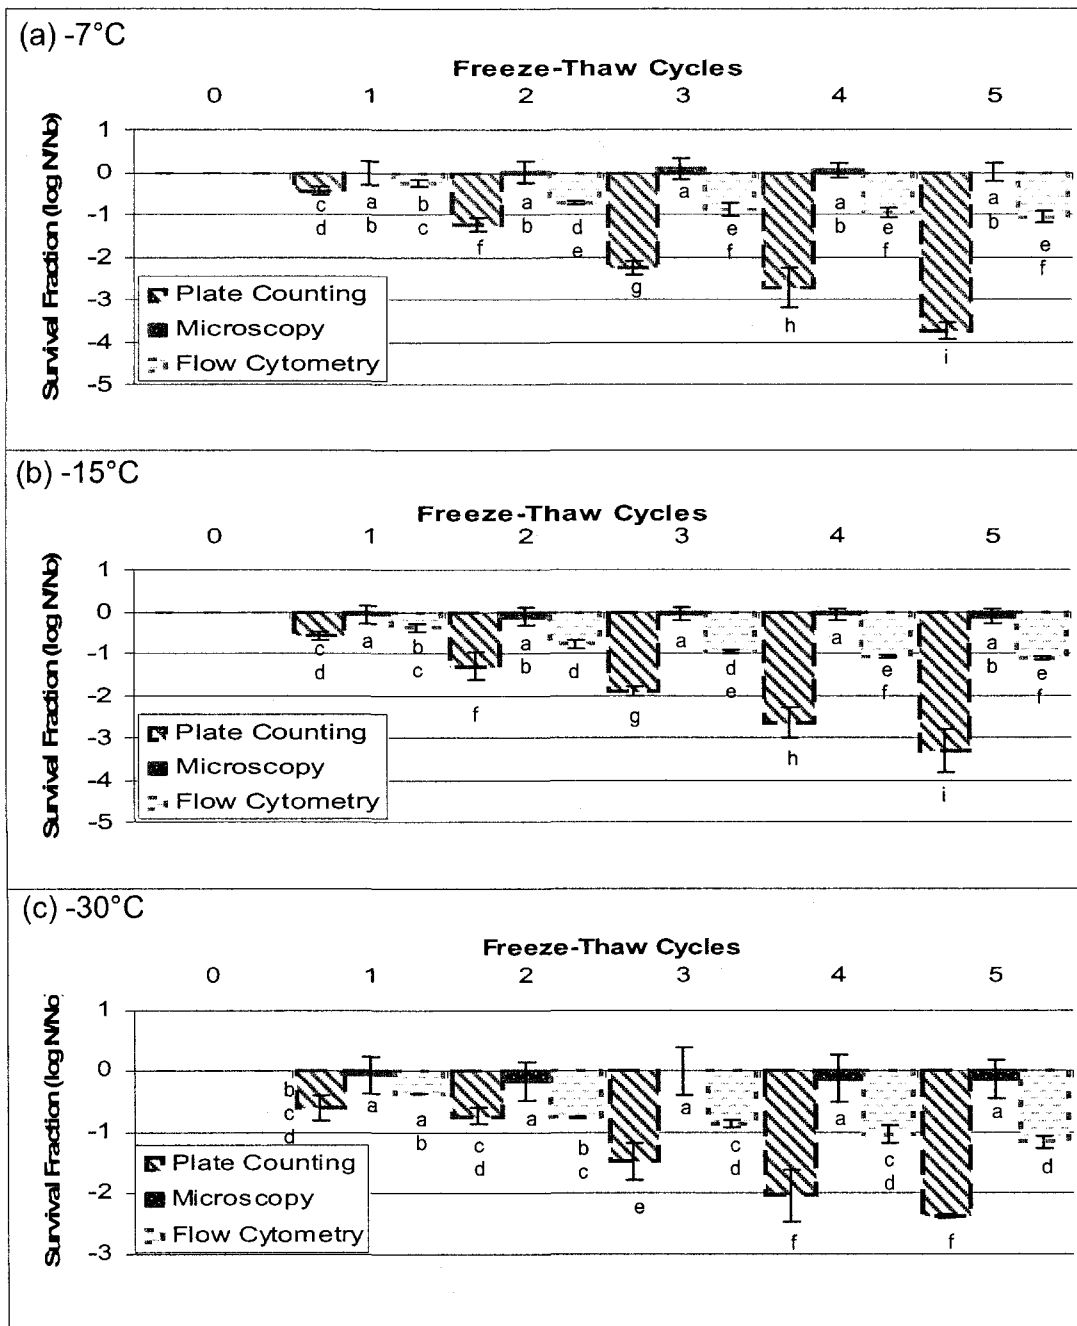 (a) -7°C
Freeze-Thaw Cycles
0 1 2 3 4 5
Survival Fraction (log N/No)
1
0
-1
-2
-3
-4
-5
c a b f a d g a e h a e i a e
d b c b e f b f b f
Plate Counting
Microscopy
Flow Cytometry
(b) -15°C
Freeze-Thaw Cycles
0 1 2 3 4 5
Survival Fraction (log N/No)
1
0
-1
-2
-3
-4
-5
c a b f a d g a d h a e i a e
d c b e f b f
Plate Counting
Microscopy
Flow Cytometry
(c) -30°C
Freeze-Thaw Cycles
0 1 2 3 4 5
Survival Fraction (log N/No)
1
0
-1
-2
-3
b a a c a b e a c f a c f a d
c b d c d d
d
Plate Counting
Microscopy
Flow Cytometry